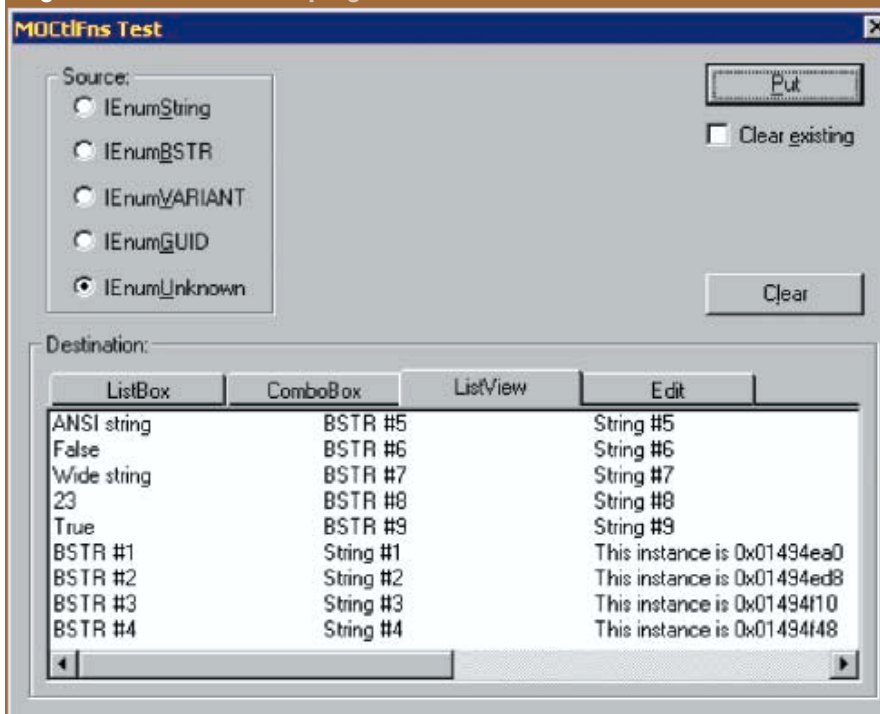 MOCtlFns Test
Source:
IEnumString
IEnumBSTR
IEnumVARIANT
IEnumGUID
IEnumUnknown
Put
Clear existing
Clear
Destination:
ListBox ComboBox ListView Edit
ANSI string BSTR #5 String #5
False BSTR #6 String #6
Wide string BSTR #7 String #7
23 BSTR #8 String #8
True BSTR #9 String #9
BSTR #1 String #1 This instance is 0x01494ea0
BSTR #2 String #2 This instance is 0x01494ed8
BSTR #3 String #3 This instance is 0x01494f10
BSTR #4 String #4 This instance is 0x01494f48